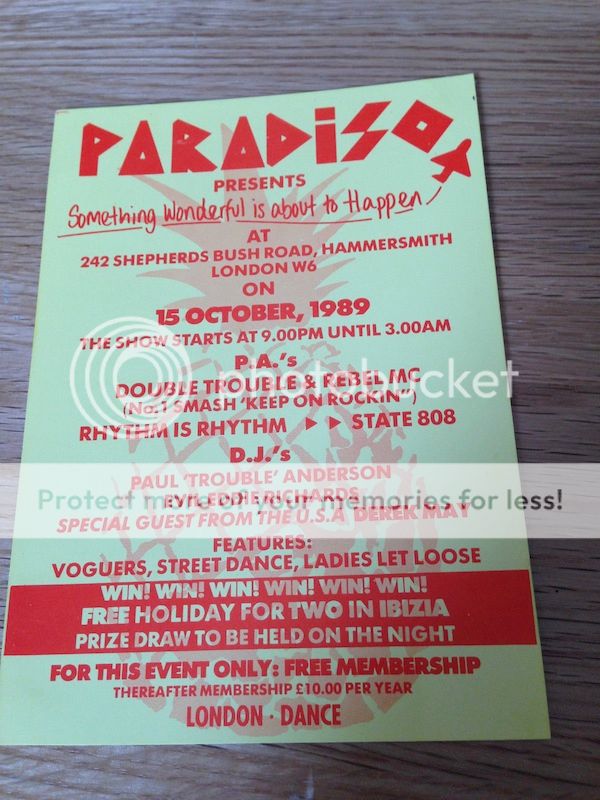 PARADISO
PRESENTS
Something Wonderful is about to Happen
AT
242 SHEPHERDS BUSH ROAD, HAMMERSMITH
LONDON W6
ON
15 OCTOBER, 1989
THE SHOW STARTS AT 9.00PM UNTIL 3.00AM
P.A.'s
DOUBLE TROUBLE & REBEL MC
(No.1 SMASH 'KEEP ON ROCKIN'')
RHYTHM IS RHYTHM ►► STATE 808
D.J.'s
PAUL 'TROUBLE' ANDERSON
EVIL EDDIE RICHARDS
SPECIAL GUEST FROM THE U.S.A DEREK MAY
FEATURES:
VOGUERS, STREET DANCE, LADIES LET LOOSE
WIN! WIN! WIN! WIN! WIN! WIN!
FREE HOLIDAY FOR TWO IN IBIZIA
PRIZE DRAW TO BE HELD ON THE NIGHT
FOR THIS EVENT ONLY: FREE MEMBERSHIP
THEREAFTER MEMBERSHIP £10.00 PER YEAR
LONDON · DANCE
photobucket
Protect more of your memories for less!